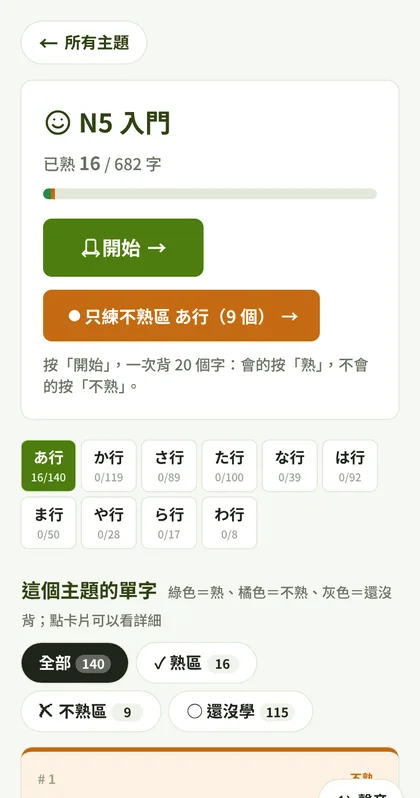 ← 所有主題
N5 入門
已熟 16 / 682 字
開始 →
只練不熟區 あ行（9 個） →
按「開始」，一次背 20 個字：會的按「熟」，不會
的按「不熟」。
あ行 か行 さ行 た行 な行 は行
16/140 0/119 0/89 0/100 0/39 0/92
ま行 や行 ら行 わ行
0/50 0/28 0/17 0/8
這個主題的單字 綠色＝熟、橘色＝不熟、灰色＝還沒
背；點卡片可以看詳細
全部 140 ✓ 熟區 16
不熟區 9 還沒學 115
# 1